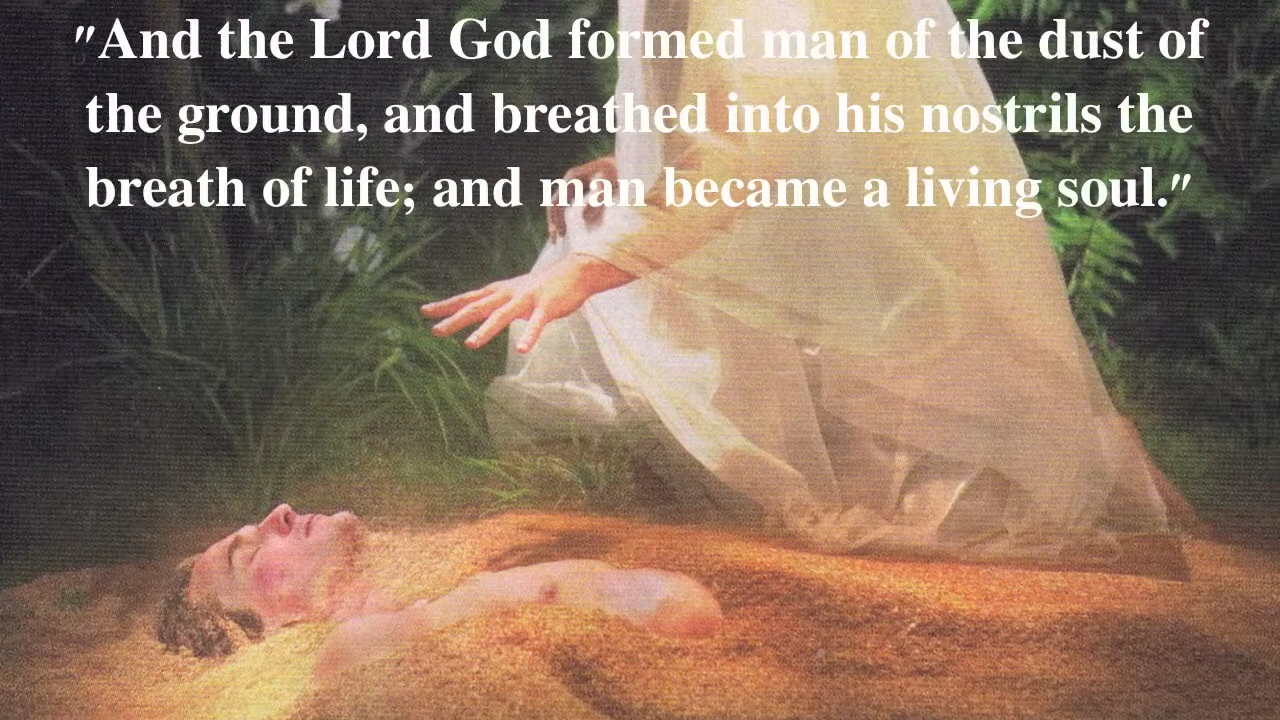 "And the Lord God formed man of the dust of
the ground, and breathed into his nostrils the
breath of life; and man became a living soul."